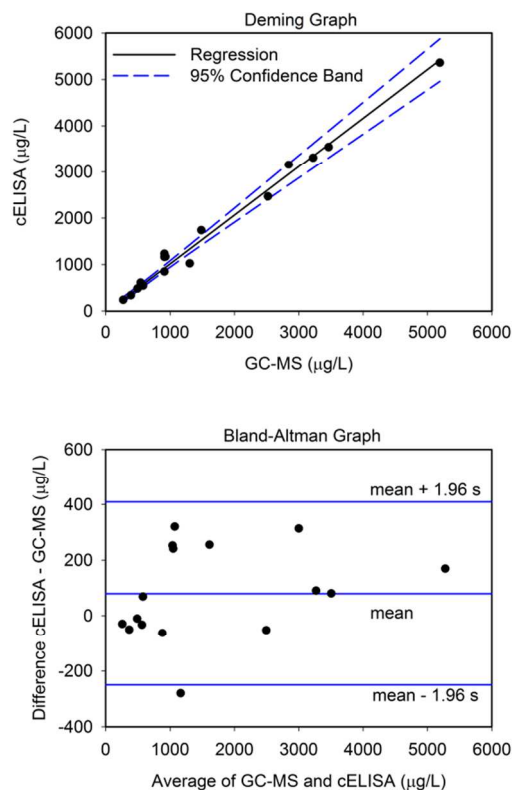 Deming Graph
6000
Regression
95% Confidence Band
5000
4000
3000
2000
1000
0
cELISA (μg/L)
0 1000 2000 3000 4000 5000 6000
GC-MS (μg/L)
Bland-Altman Graph
600
mean + 1.96 s
400
200
mean
0
-200
mean - 1.96 s
-400
Difference cELISA - GC-MS (μg/L)
0 1000 2000 3000 4000 5000 6000
Average of GC-MS and cELISA (μg/L)